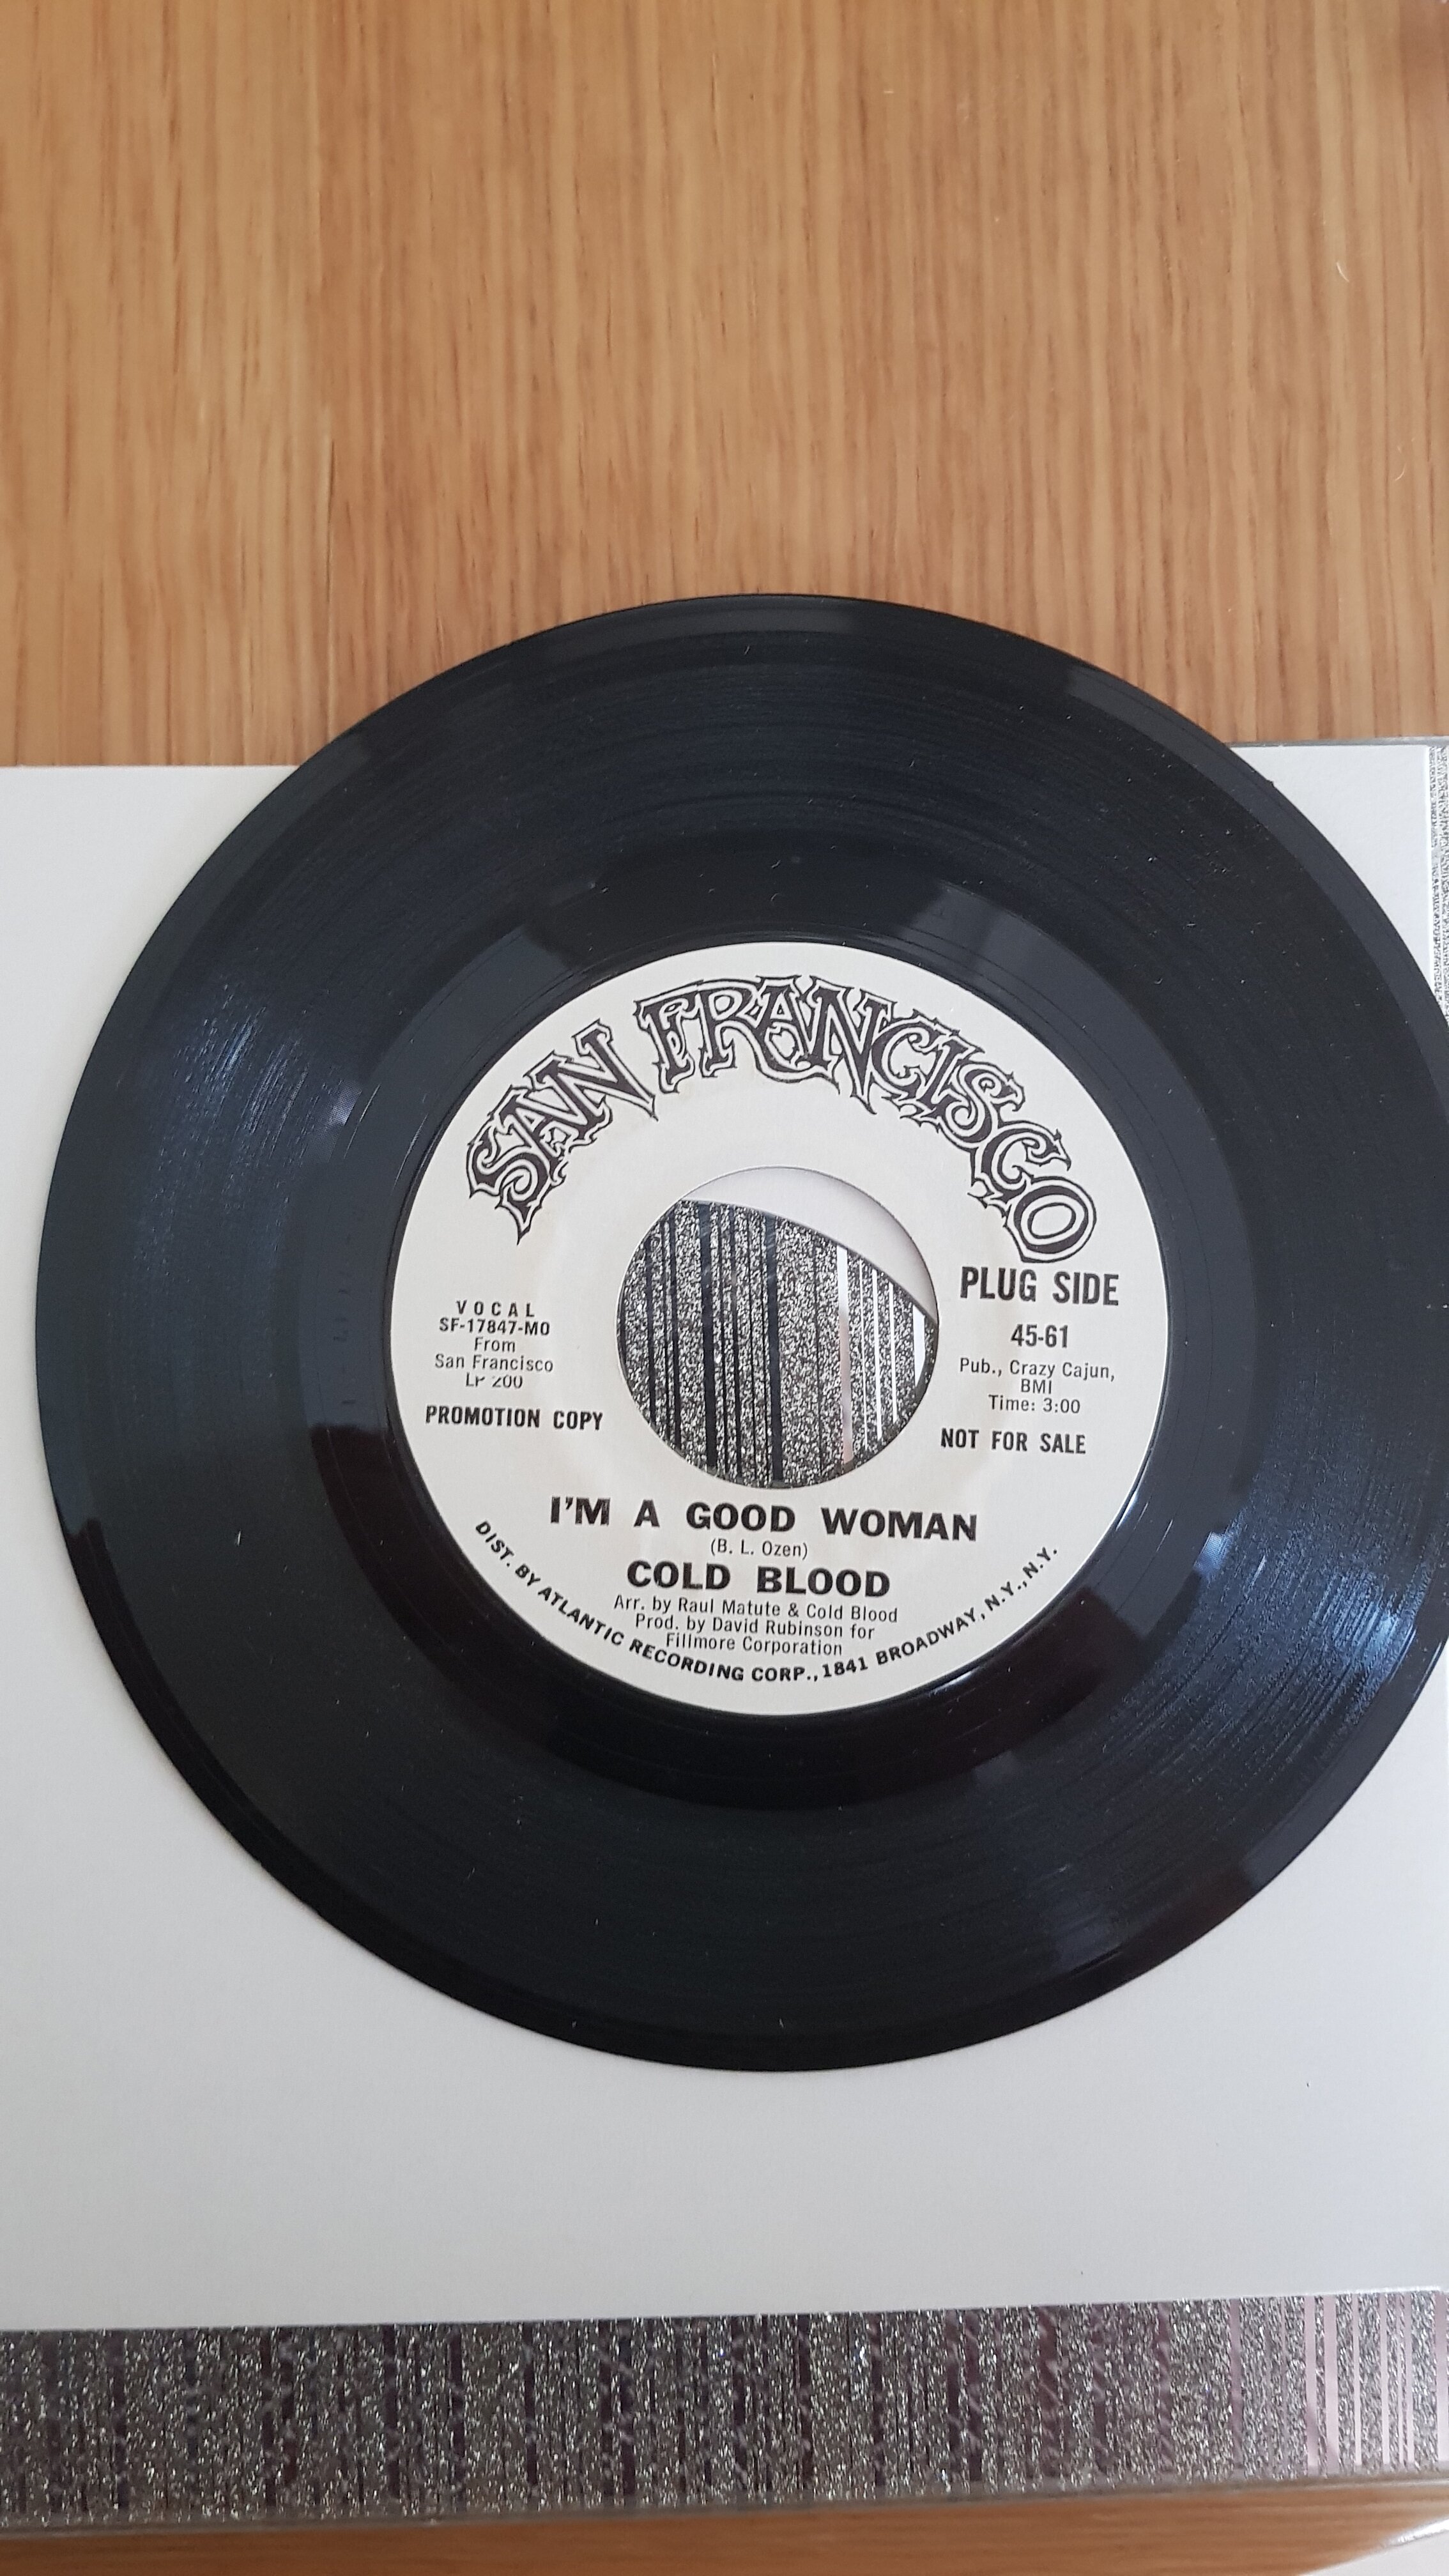 SAN FRANCISCO
PLUG SIDE
45-61
Pub., Crazy Cajun,
BMI
Time: 3:00
NOT FOR SALE
VOCAL
SF-17847-MO
From
San Francisco
LP 200
PROMOTION COPY
I'M A GOOD WOMAN
(B. L. Ozen)
COLD BLOOD
Arr. by Raul Matute & Cold Blood
Prod. by David Rubinson for
Fillmore Corporation
DIST. BY ATLANTIC RECORDING CORP., 1841 BROADWAY, N.Y., N.Y.